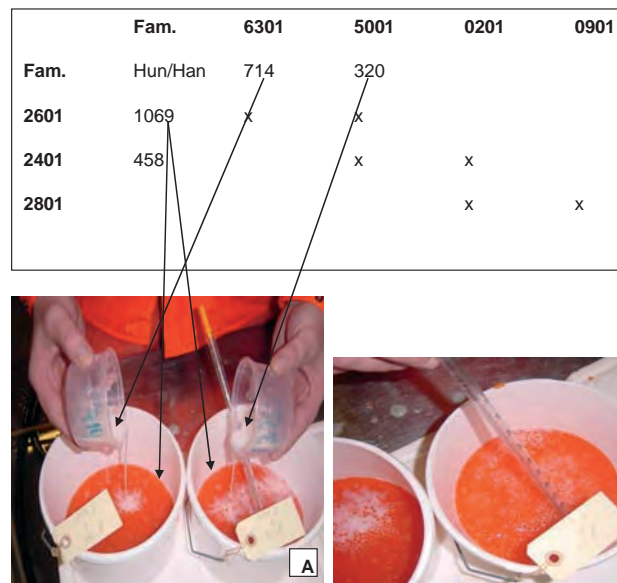 Fam. 6301 5001 0201 0901
Fam. Hun/Han 714 320
2601 1069 x x
2401 458 x x
2801 x x
A